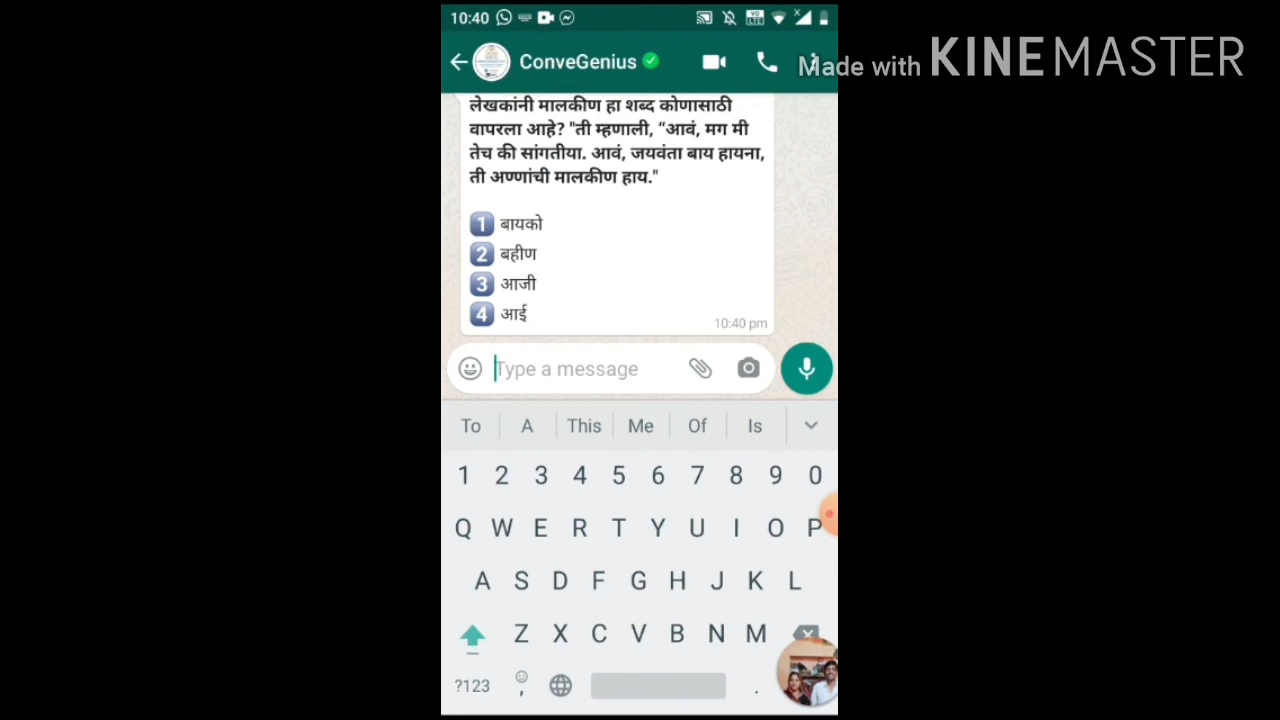 10:40
VO LTE
ConveGenius
Made with KINEMASTER
लेखकांनी मालकीण हा शब्द कोणासाठी
वापरला आहे? "ती म्हणाली, “आवं, मग मी
तेच की सांगतीया. आवं, जयवंता बाय हायना,
ती अण्णांची मालकीण हाय."
1 बायको
2 बहीण
3 आजी
4 आई
10:40 pm
Type a message
To A This Me Of Is
1 2 3 4 5 6 7 8 9 0
Q W E R T Y U I O P
A S D F G H J K L
Z X C V B N M
?123 , .